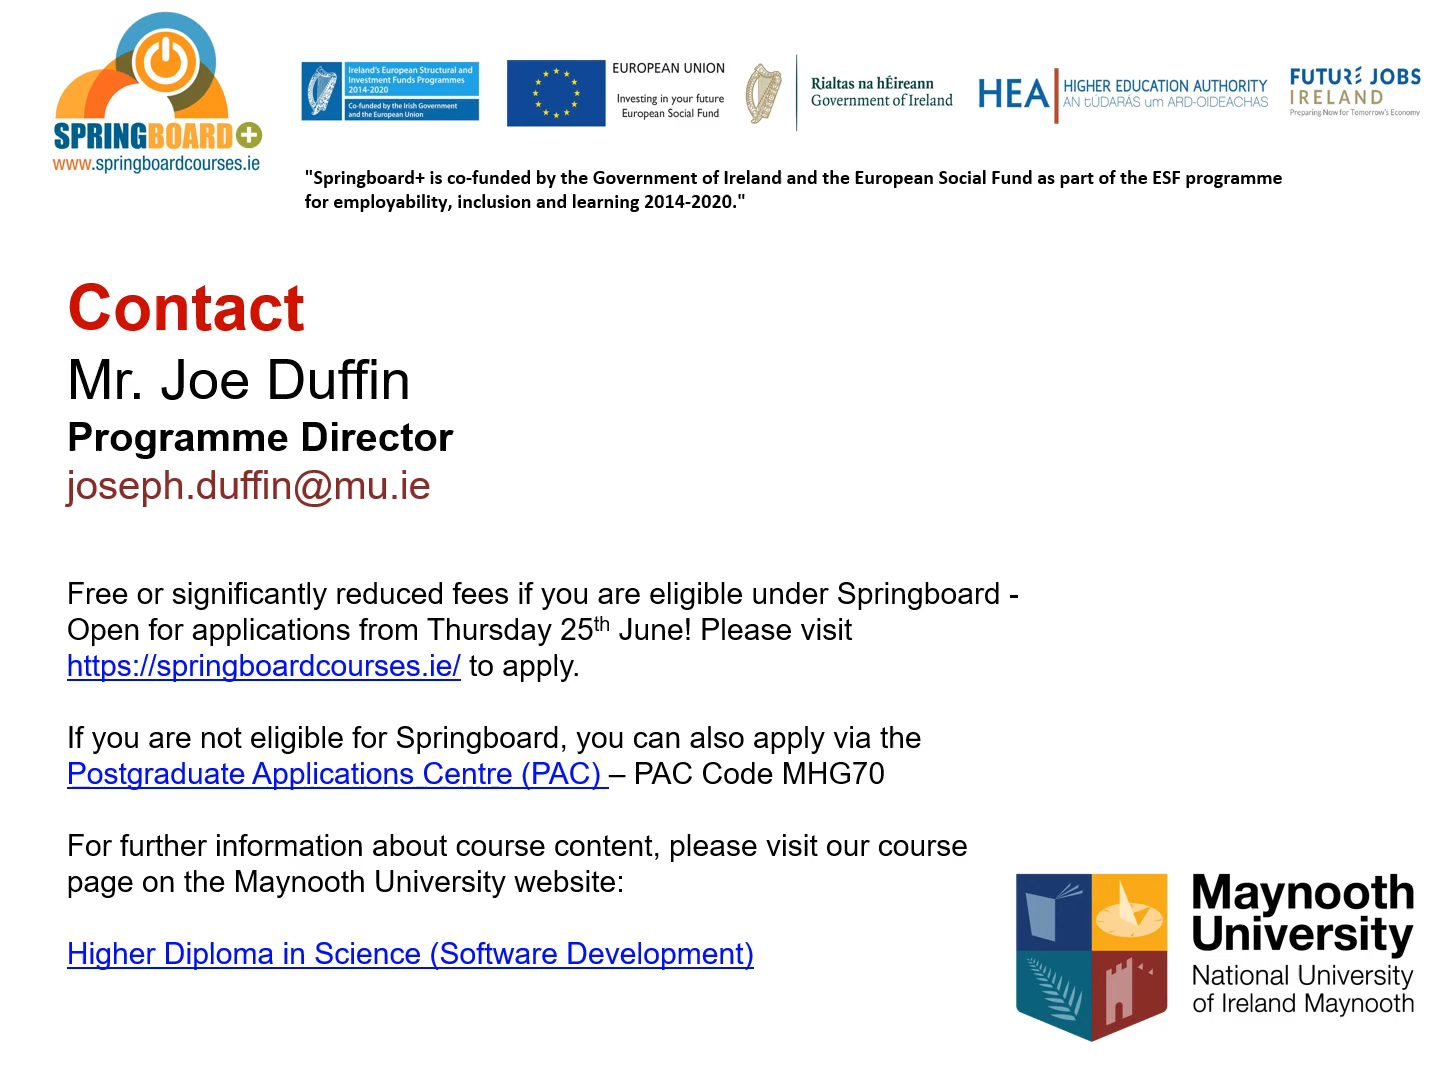 SPRINGBOARD+
www.springboardcourses.ie
Ireland's European Structural and
Investment Funds Programmes
2014-2020
Co-funded by the Irish Government
and the European Union
EUROPEAN UNION
Investing in your future
European Social Fund
Rialtas na hÉireann
Government of Ireland
HEA
HIGHER EDUCATION AUTHORITY
AN tÚDARÁS um ARD-OIDEACHAS
FUTURE JOBS
IRELAND
Preparing Now for Tomorrow's Economy
"Springboard+ is co-funded by the Government of Ireland and the European Social Fund as part of the ESF programme
for employability, inclusion and learning 2014-2020."
Contact
Mr. Joe Duffin
Programme Director
joseph.duffin@mu.ie
Free or significantly reduced fees if you are eligible under Springboard -
Open for applications from Thursday 25th June! Please visit
https://springboardcourses.ie/ to apply.
If you are not eligible for Springboard, you can also apply via the
Postgraduate Applications Centre (PAC) – PAC Code MHG70
For further information about course content, please visit our course
page on the Maynooth University website:
Higher Diploma in Science (Software Development)
Maynooth
University
National University
of Ireland Maynooth